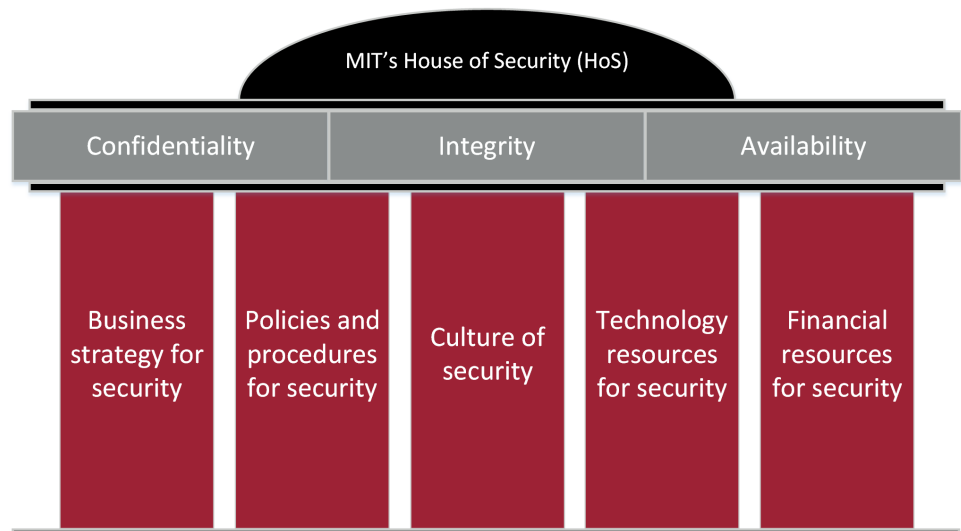 MIT’s House of Security (HoS)
Confidentiality
Integrity
Availability
Business
strategy for
security
Policies and
procedures
for security
Culture of
security
Technology
resources
for security
Financial
resources
for security